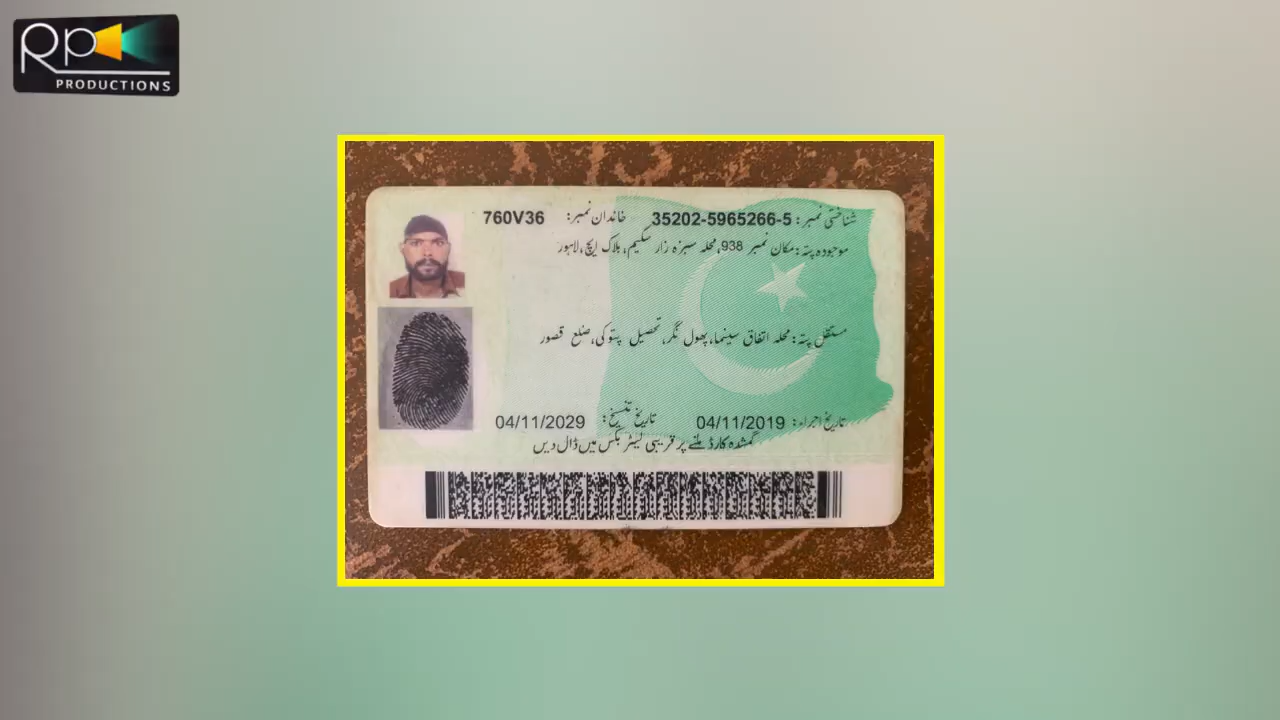 RP
PRODUCTIONS
شناختی نمبر: 35202-5965266-5 خاندان نمبر: 760V36
موجودہ پتہ: مکان نمبر 938، محلہ سبزہ زار سکیم، بلاک ایچ، لاہور
مستقل پتہ: محلہ اتفاق سینما، پھول نگر، تحصیل پتوکی، ضلع قصور
تاریخ اجراء: 04/11/2019 تاریخ تنسیخ: 04/11/2029
گمشدہ کارڈ ملنے پر قریبی لیٹر بکس میں ڈال دیں